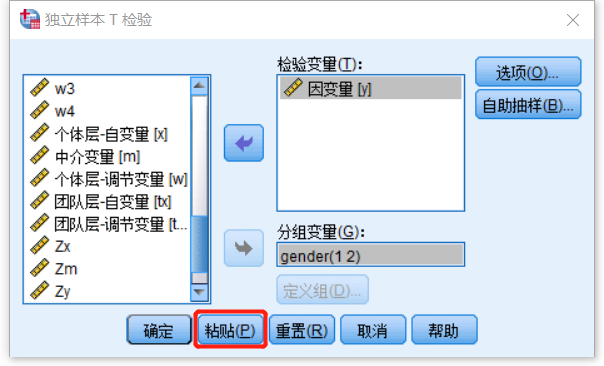 独立样本 T 检验
w3
w4
个体层-自变量 [x]
中介变量 [m]
个体层-调节变量 [w]
团队层-自变量 [tx]
团队层-调节变量 [t...
Zx
Zm
Zy
检验变量(T):
因变量 [y]
分组变量(G):
gender(1 2)
定义组(D)...
选项(O)...
自助抽样(B)...
确定
粘贴(P)
重置(R)
取消
帮助